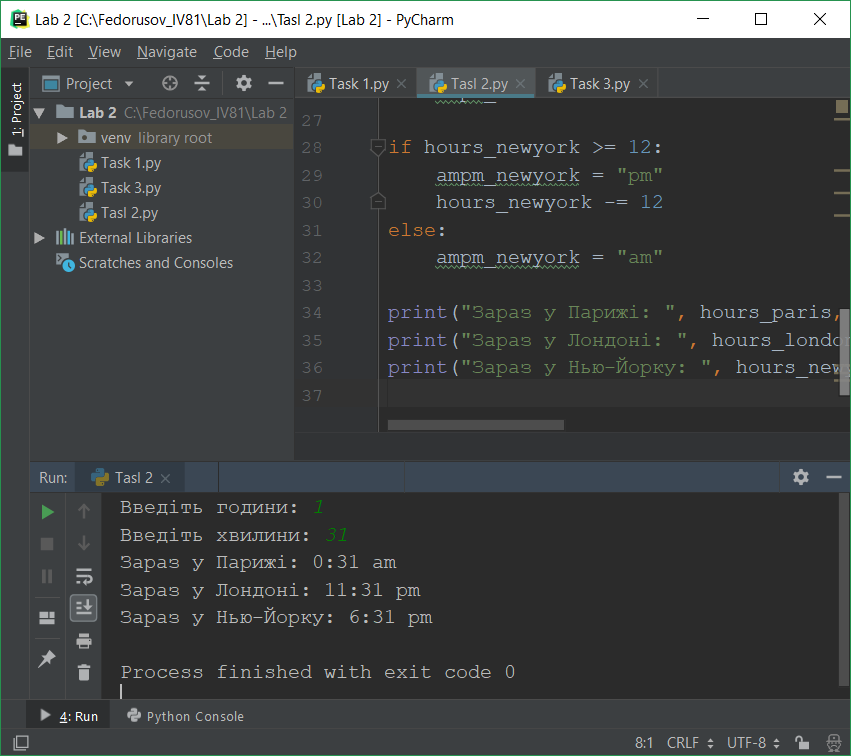 Lab 2 [C:\Fedorusov_IV81\Lab 2] - ...\Tasl 2.py [Lab 2] - PyCharm
File Edit View Navigate Code Help
1: Project
Project
Task 1.py
Tasl 2.py
Task 3.py
Lab 2 C:\Fedorusov_IV81\Lab 2
venv library root
Task 1.py
Task 3.py
Tasl 2.py
External Libraries
Scratches and Consoles
27
28 if hours_newyork >= 12:
29 ampm_newyork = "pm"
30 hours_newyork -= 12
31 else:
32 ampm_newyork = "am"
33
34 print("Зараз у Парижі: ", hours_paris,
35 print("Зараз у Лондоні: ", hours_londo
36 print("Зараз у Нью-Йорку: ", hours_new
37
Run: Tasl 2
Введіть години: 1
Введіть хвилини: 31
Зараз у Парижі: 0:31 am
Зараз у Лондоні: 11:31 pm
Зараз у Нью-Йорку: 6:31 pm
Process finished with exit code 0
4: Run Python Console
8:1 CRLF UTF-8